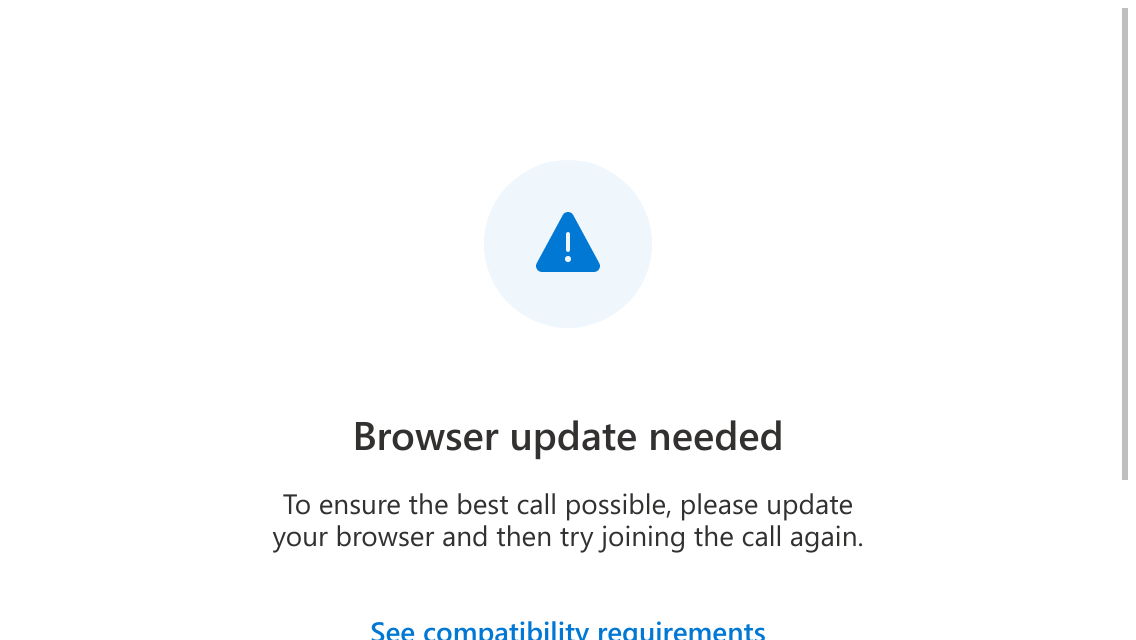 Browser update needed
To ensure the best call possible, please update
your browser and then try joining the call again.
See compatibility requirements